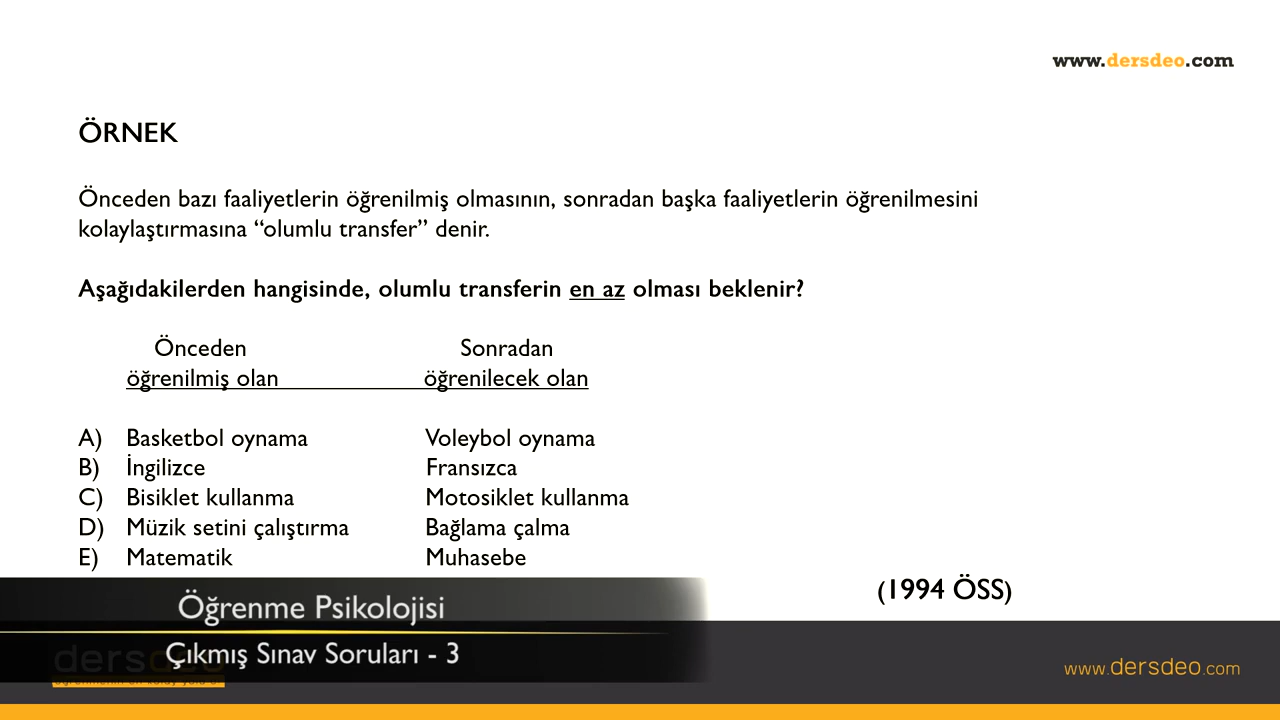 www.dersdeo.com
ÖRNEK
Önceden bazı faaliyetlerin öğrenilmiş olmasının, sonradan başka faaliyetlerin öğrenilmesini
kolaylaştırmasına “olumlu transfer” denir.
Aşağıdakilerden hangisinde, olumlu transferin en az olması beklenir?
Önceden Sonradan
öğrenilmiş olan öğrenilecek olan
A) Basketbol oynama Voleybol oynama
B) İngilizce Fransızca
C) Bisiklet kullanma Motosiklet kullanma
D) Müzik setini çalıştırma Bağlama çalma
E) Matematik Muhasebe
(1994 ÖSS)
Öğrenme Psikolojisi
Çıkmış Sınav Soruları - 3
dersdeo
www.dersdeo.com